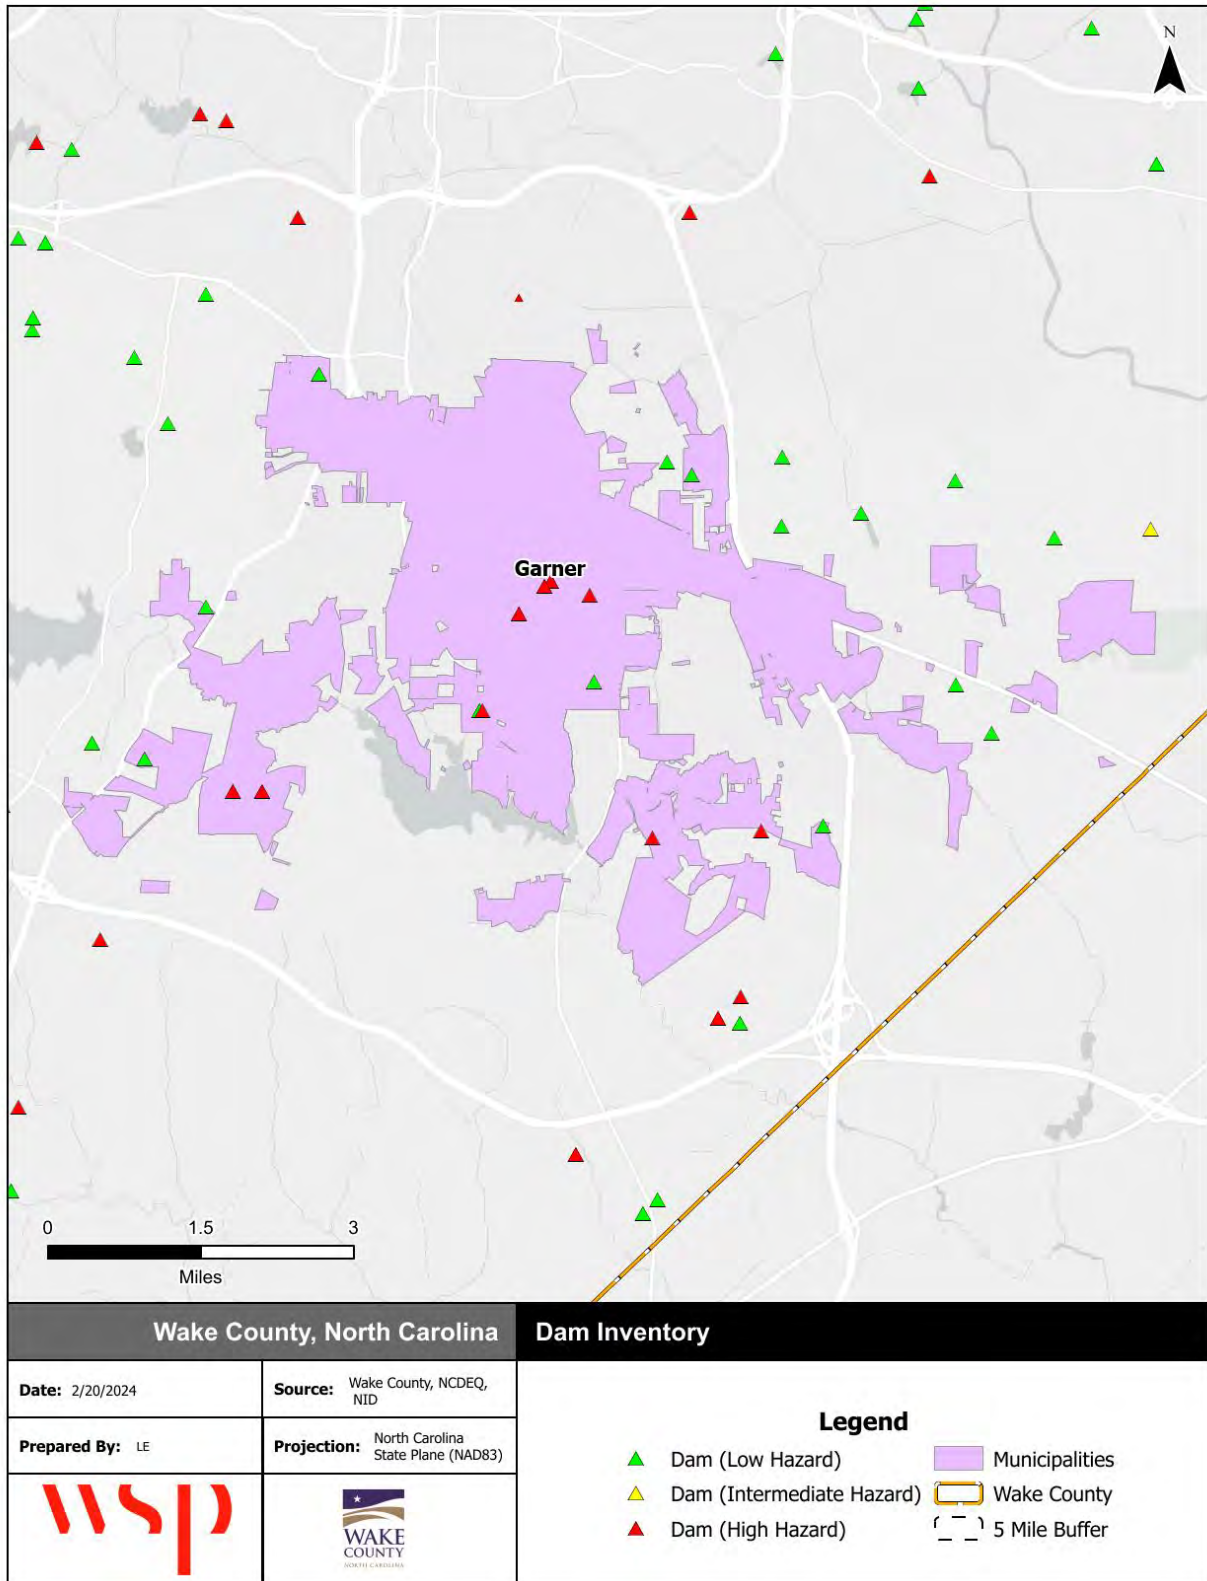 N
Garner
0 1.5 3
Miles
Wake County, North Carolina
Dam Inventory
Date: 2/20/2024
Source: Wake County, NCDEQ,
NID
Prepared By: LE
Projection: North Carolina
State Plane (NAD83)
wsp
WAKE
COUNTY
NORTH CAROLINA
Legend
Dam (Low Hazard)
Municipalities
Dam (Intermediate Hazard)
Wake County
Dam (High Hazard)
5 Mile Buffer